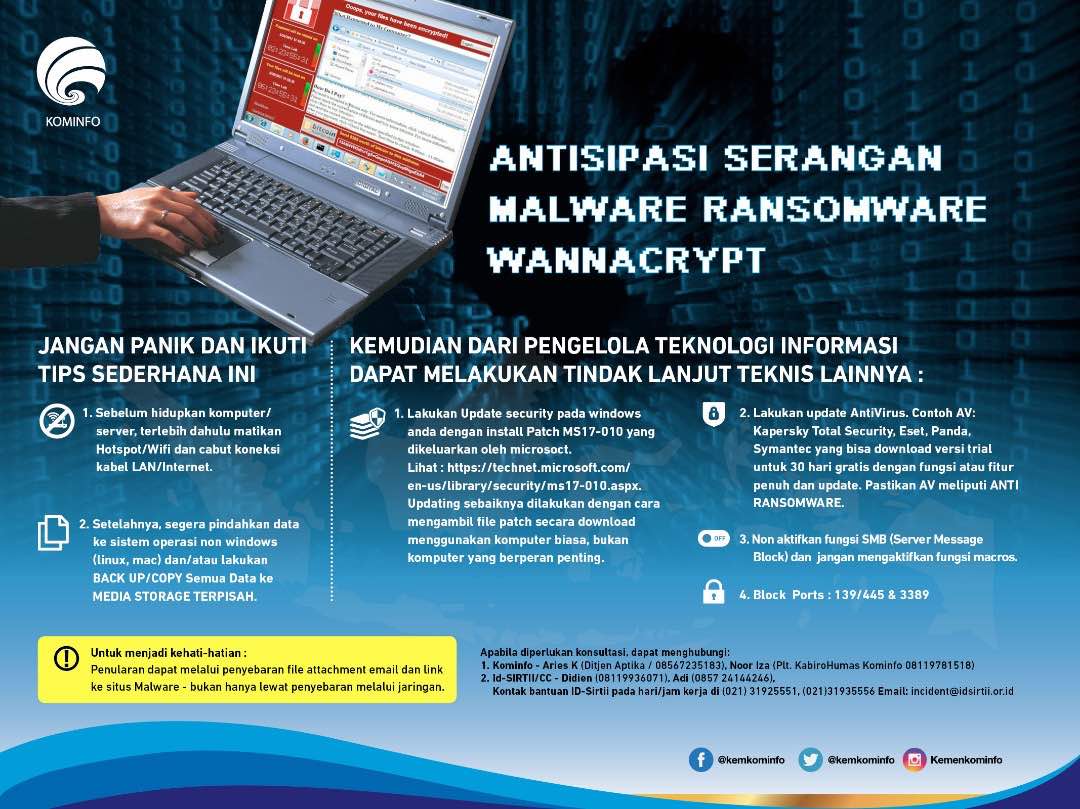 KOMINFO
Ooops, your files have been encrypted!
bitcoin
ANTISIPASI SERANGAN
MALWARE RANSOMWARE
WANNACRYPT
JANGAN PANIK DAN IKUTI
TIPS SEDERHANA INI
1. Sebelum hidupkan komputer/
server, terlebih dahulu matikan
Hotspot/Wifi dan cabut koneksi
kabel LAN/Internet.
2. Setelahnya, segera pindahkan data
ke sistem operasi non windows
(linux, mac) dan/atau lakukan
BACK UP/COPY Semua Data ke
MEDIA STORAGE TERPISAH.
KEMUDIAN DARI PENGELOLA TEKNOLOGI INFORMASI
DAPAT MELAKUKAN TINDAK LANJUT TEKNIS LAINNYA :
1. Lakukan Update security pada windows
anda dengan install Patch MS17-010 yang
dikeluarkan oleh microsoct.
Lihat : https://technet.microsoft.com/
en-us/library/security/ms17-010.aspx.
Updating sebaiknya dilakukan dengan cara
mengambil file patch secara download
menggunakan komputer biasa, bukan
komputer yang berperan penting.
2. Lakukan update AntiVirus. Contoh AV:
Kapersky Total Security, Eset, Panda,
Symantec yang bisa download versi trial
untuk 30 hari gratis dengan fungsi atau fitur
penuh dan update. Pastikan AV meliputi ANTI
RANSOMWARE.
OFF
3. Non aktifkan fungsi SMB (Server Message
Block) dan jangan mengaktifkan fungsi macros.
4. Block Ports : 139/445 & 3389
Untuk menjadi kehati-hatian :
Penularan dapat melalui penyebaran file attachment email dan link
ke situs Malware - bukan hanya lewat penyebaran melalui jaringan.
Apabila diperlukan konsultasi, dapat menghubungi:
1. Kominfo - Aries K (Ditjen Aptika / 08567235183), Noor Iza (Plt. KabiroHumas Kominfo 08119781518)
2. Id-SIRTII/CC - Didien (08119936071), Adi (0857 24144246),
Kontak bantuan ID-Sirtii pada hari/jam kerja di (021) 31925551, (021)31935556 Email: incident@idsirtii.or.id
@kemkominfo
@kemkominfo
Kemenkominfo